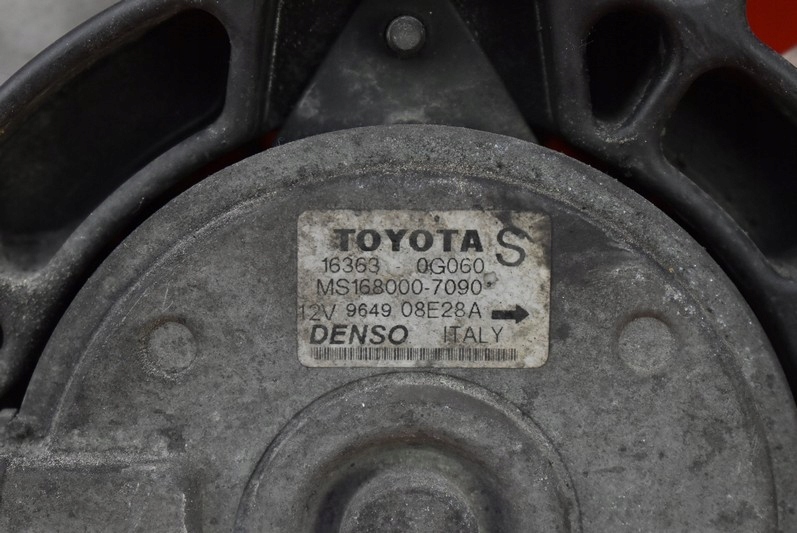 TOYOTA S
16363 - 0G060
MS168000-7090
12V 9649 08E28A
DENSO ITALY